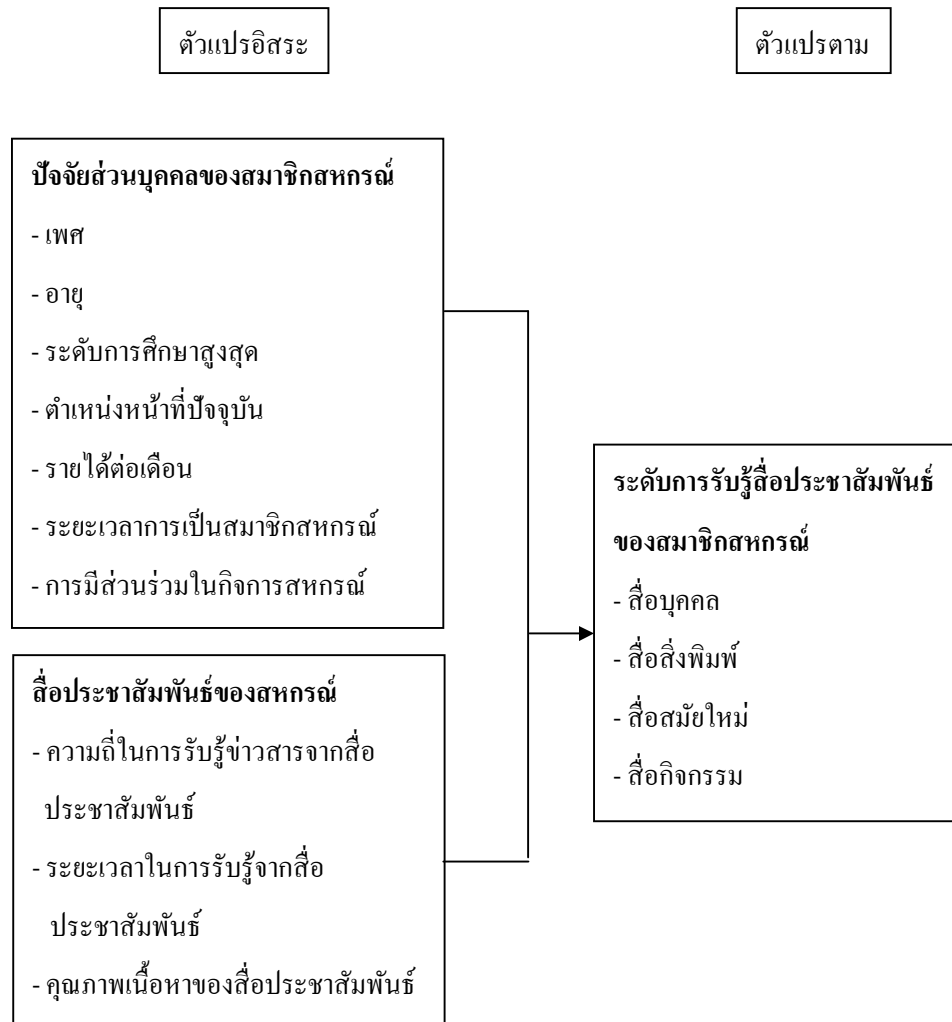 ตัวแปรอิสระ
ตัวแปรตาม
ปัจจัยส่วนบุคคลของสมาชิกสหกรณ์
- เพศ
- อายุ
- ระดับการศึกษาสูงสุด
- ตำแหน่งหน้าที่ปัจจุบัน
- รายได้ต่อเดือน
- ระยะเวลาการเป็นสมาชิกสหกรณ์
- การมีส่วนร่วมในกิจการสหกรณ์
สื่อประชาสัมพันธ์ของสหกรณ์
- ความถี่ในการรับรู้ข่าวสารจากสื่อ
ประชาสัมพันธ์
- ระยะเวลาในการรับรู้จากสื่อ
ประชาสัมพันธ์
- คุณภาพเนื้อหาของสื่อประชาสัมพันธ์
ระดับการรับรู้สื่อประชาสัมพันธ์
ของสมาชิกสหกรณ์
- สื่อบุคคล
- สื่อสิ่งพิมพ์
- สื่อสมัยใหม่
- สื่อกิจกรรม